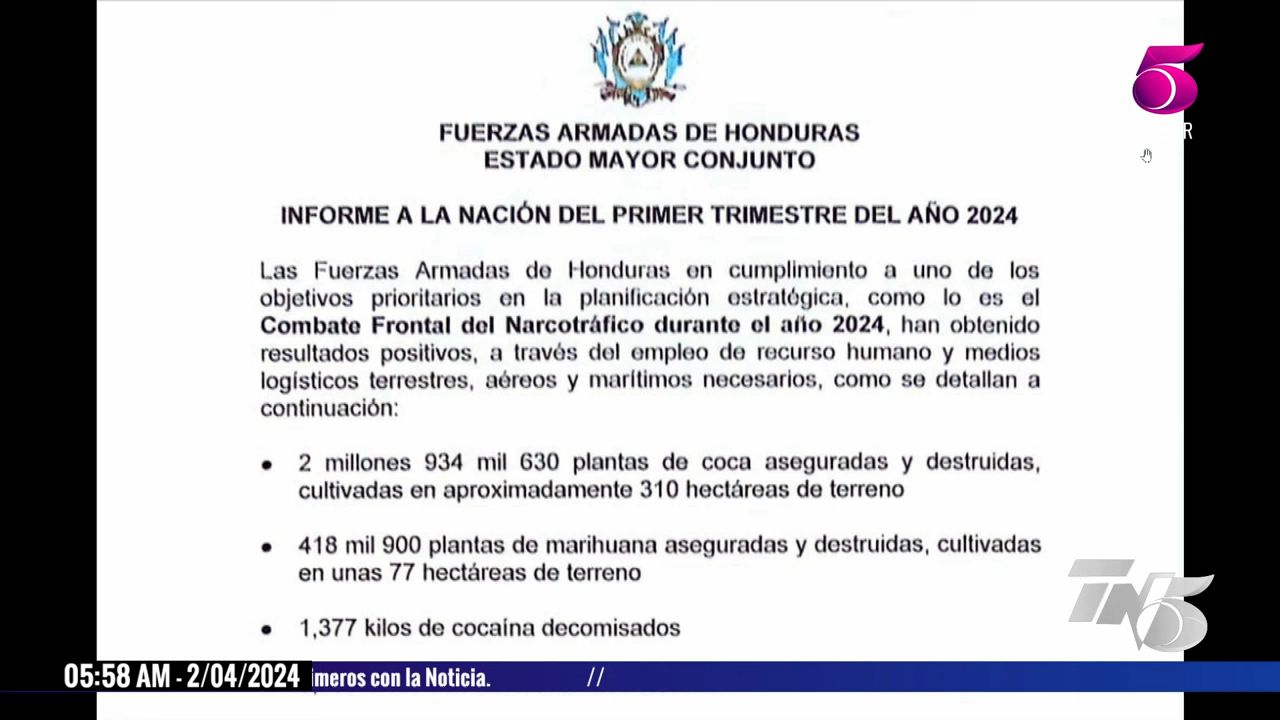 5
R
FUERZAS ARMADAS DE HONDURAS
ESTADO MAYOR CONJUNTO
INFORME A LA NACIÓN DEL PRIMER TRIMESTRE DEL AÑO 2024
Las Fuerzas Armadas de Honduras en cumplimiento a uno de los
objetivos prioritarios en la planificación estratégica, como lo es el
Combate Frontal del Narcotráfico durante el año 2024, han obtenido
resultados positivos, a través del empleo de recurso humano y medios
logísticos terrestres, aéreos y marítimos necesarios, como se detallan a
continuación:
• 2 millones 934 mil 630 plantas de coca aseguradas y destruidas,
cultivadas en aproximadamente 310 hectáreas de terreno
• 418 mil 900 plantas de marihuana aseguradas y destruidas, cultivadas
en unas 77 hectáreas de terreno
• 1,377 kilos de cocaína decomisados
TN5
05:58 AM - 2/04/2024 imeros con la Noticia. //